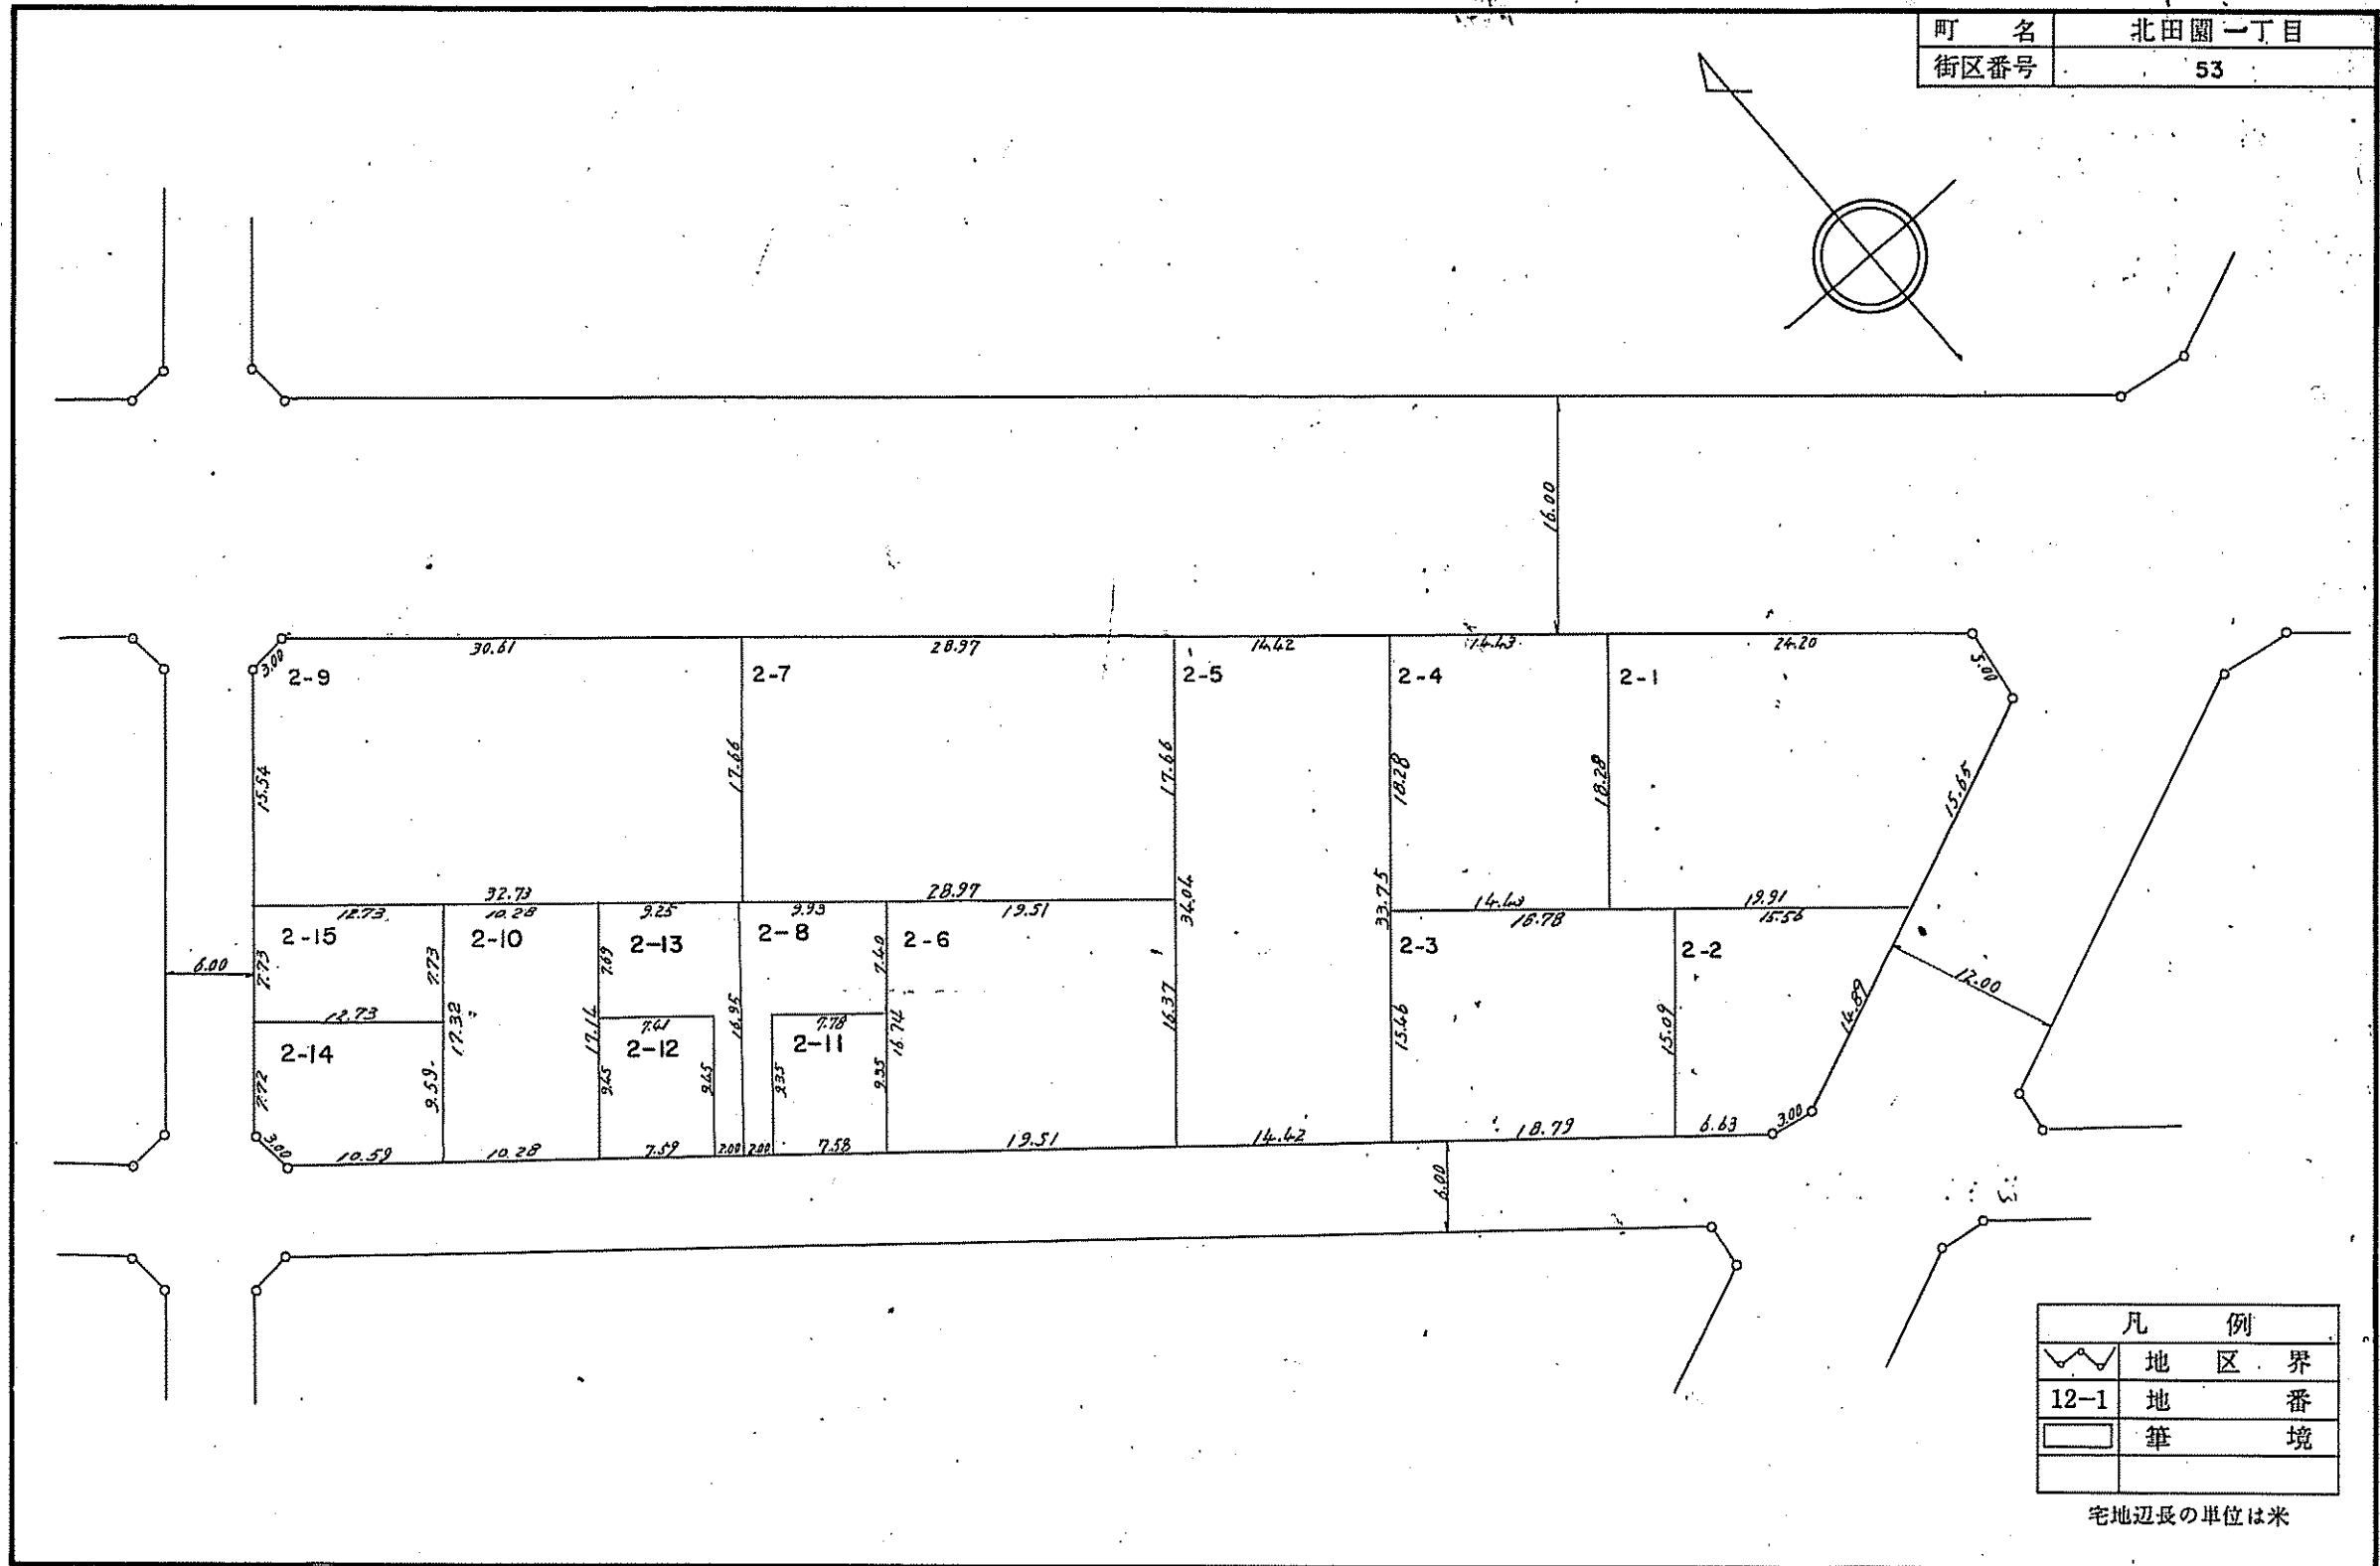 町 名 北田園一丁目
街区番号 53
16.00
30.61 28.97 14.42 14.43 24.20
3.00 5.00
2-9 2-7 2-5 2-4 2-1
15.54 17.66 17.66 18.28 18.28 15.65
32.73 28.97 34.04 33.75 14.43 19.91
12.73 10.28 9.25 9.93 19.51 18.78 15.56
2-15 2-10 2-13 2-8 2-6 2-3 2-2
6.00 7.73 7.73 7.69 7.40 12.00
12.73 17.32 17.14 7.41 16.95 7.78 16.74 16.37 15.46 15.09 14.89
2-14 2-12 2-11
7.72 9.59 9.45 9.45 9.35 9.35
3.00 10.59 10.28 7.59 2.00 2.00 7.58 19.51 14.42 18.79 6.63 3.00
6.00
凡 例
地 区 界
12-1 地 番
筆 境
宅地辺長の単位は米